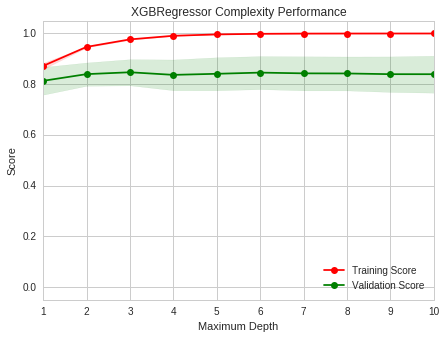 XGBRegressor Complexity Performance
1.0
0.8
0.6
0.4
0.2
0.0
Score
Training Score
Validation Score
1 2 3 4 5 6 7 8 9 10
Maximum Depth